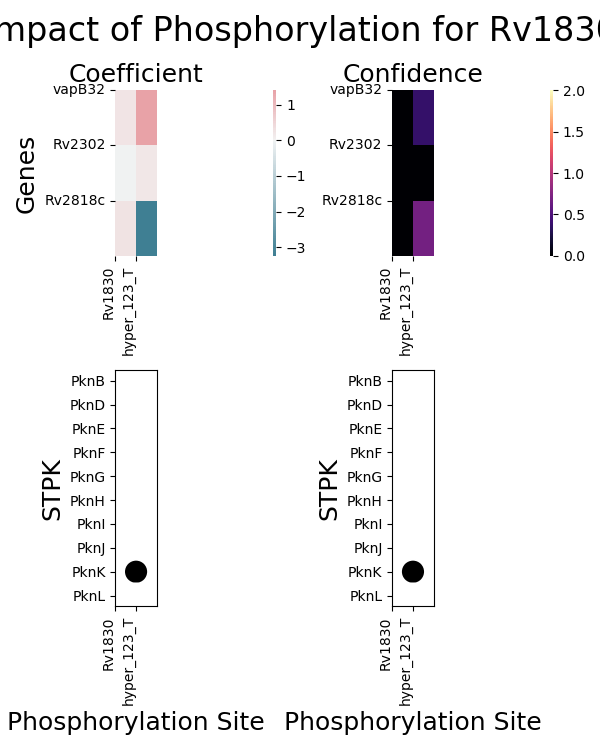 mpact of Phosphorylation for Rv1830
Coefficient
Confidence
Genes
vapB32
Rv2302
Rv2818c
1
0
−1
−2
−3
Rv1830
hyper_123_T
vapB32
Rv2302
Rv2818c
2.0
1.5
1.0
0.5
0.0
Rv1830
hyper_123_T
STPK
PknB
PknD
PknE
PknF
PknG
PknH
PknI
PknJ
PknK
PknL
Rv1830
hyper_123_T
Phosphorylation Site
STPK
PknB
PknD
PknE
PknF
PknG
PknH
PknI
PknJ
PknK
PknL
Rv1830
hyper_123_T
Phosphorylation Site